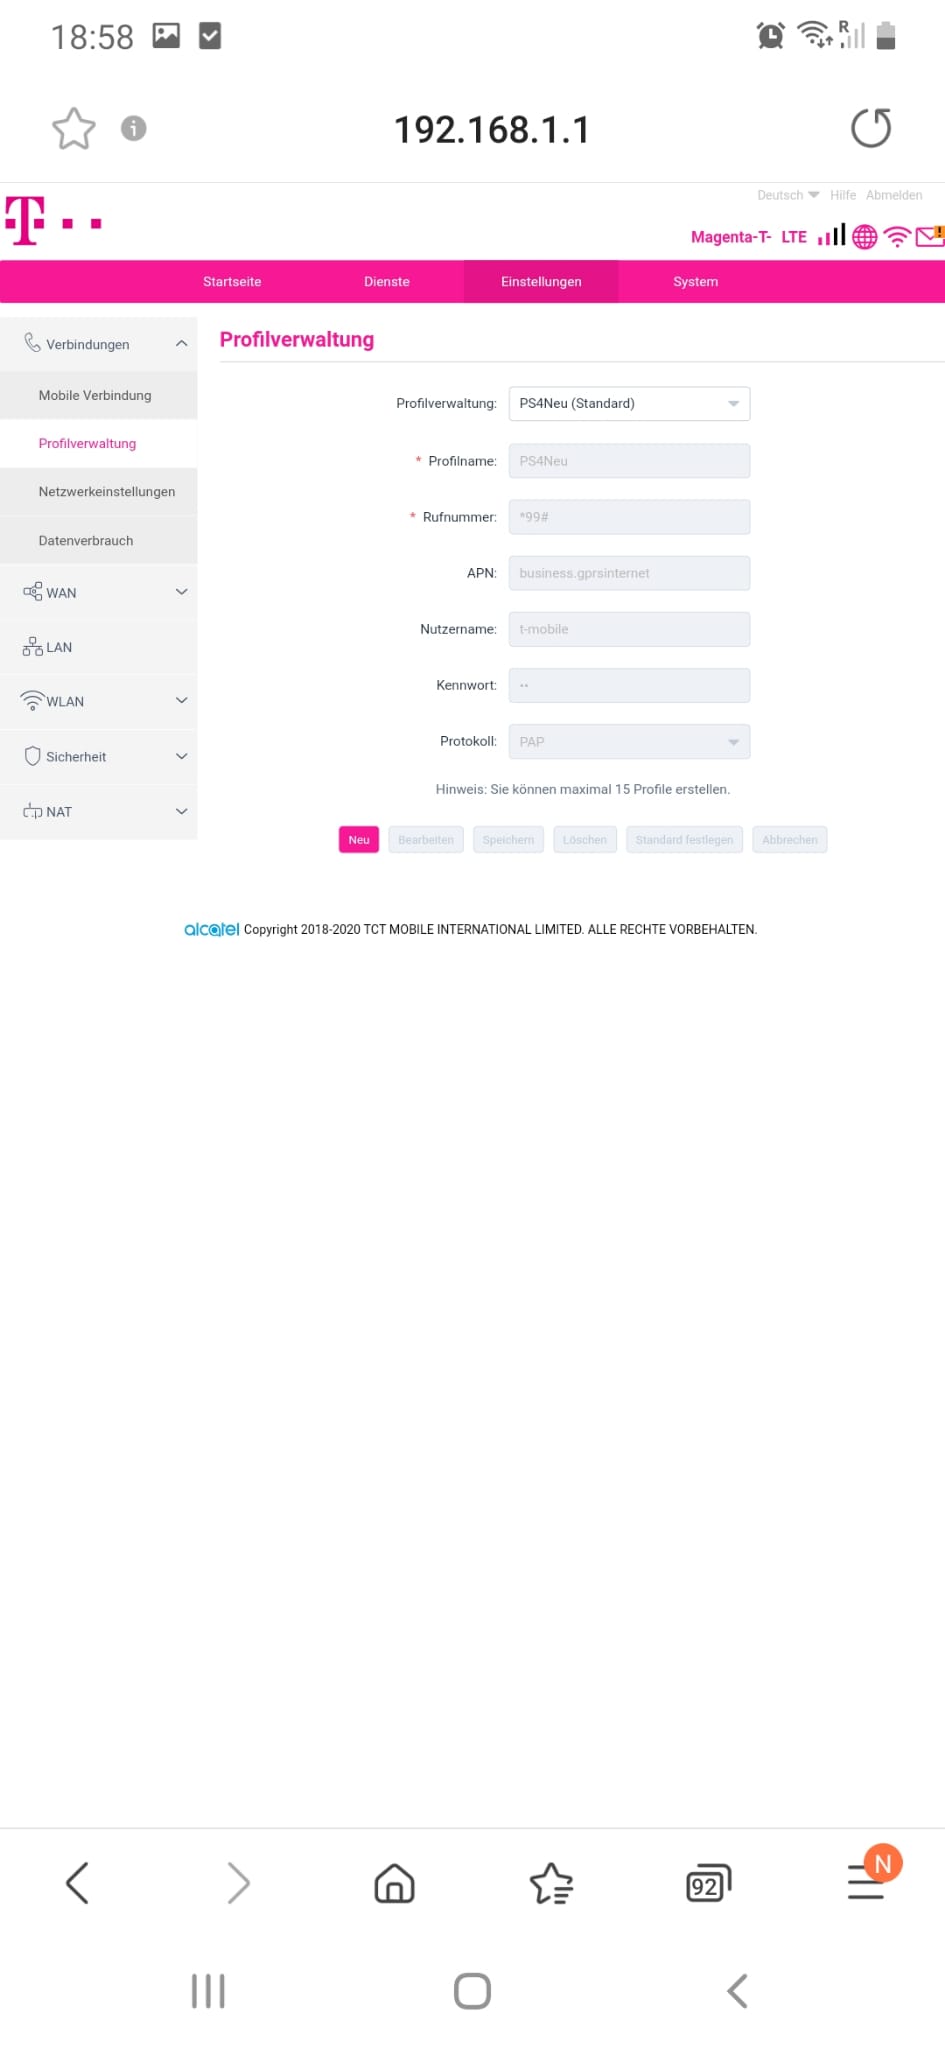 18:58
R
192.168.1.1
Deutsch Hilfe Abmelden
T
Magenta-T- LTE
Startseite Dienste Einstellungen System
Verbindungen
Mobile Verbindung
Profilverwaltung
Netzwerkeinstellungen
Datenverbrauch
WAN
LAN
WLAN
Sicherheit
NAT
Profilverwaltung
Profilverwaltung: PS4Neu (Standard)
* Profilname: PS4Neu
* Rufnummer: *99#
APN: business.gprsinternet
Nutzername: t-mobile
Kennwort: ··
Protokoll: PAP
Hinweis: Sie können maximal 15 Profile erstellen.
Neu Bearbeiten Speichern Löschen Standard festlegen Abbrechen
alcatel Copyright 2018-2020 TCT MOBILE INTERNATIONAL LIMITED. ALLE RECHTE VORBEHALTEN.
92
N